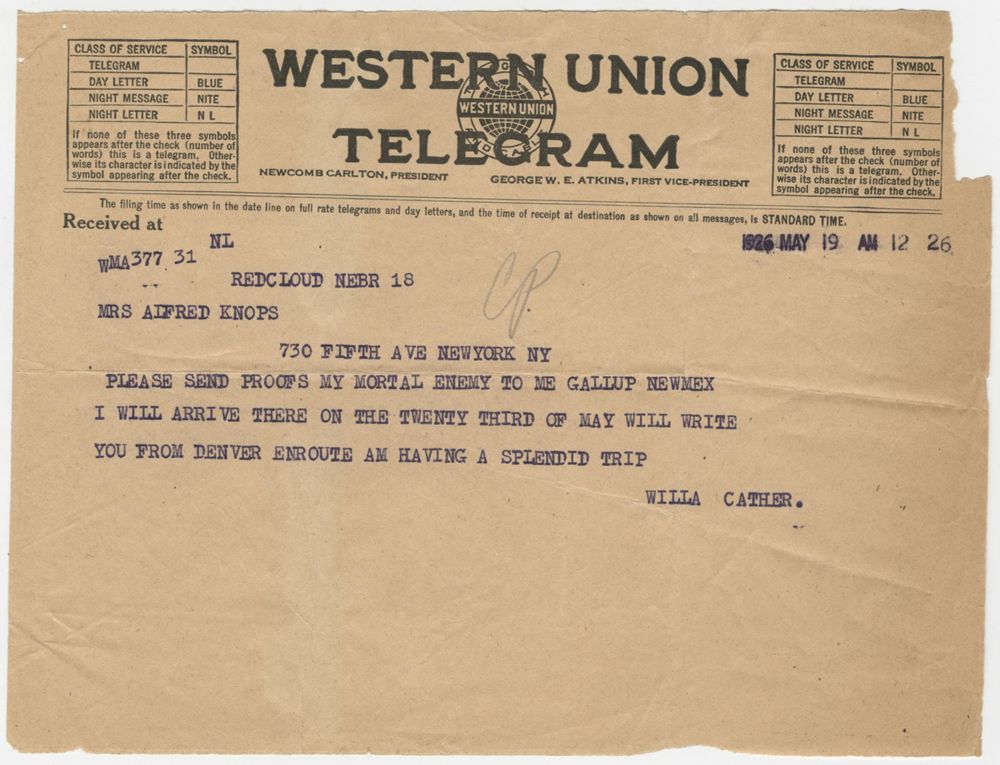 CLASS OF SERVICE SYMBOL
TELEGRAM
DAY LETTER BLUE
NIGHT MESSAGE NITE
NIGHT LETTER N L
If none of these three symbols
appears after the check (number of
words) this is a telegram. Other-
wise its character is indicated by the
symbol appearing after the check.
WESTERN UNION
WESTERN UNION
TELEGRAM
NEWCOMB CARLTON, PRESIDENT GEORGE W. E. ATKINS, FIRST VICE-PRESIDENT
CLASS OF SERVICE SYMBOL
TELEGRAM
DAY LETTER BLUE
NIGHT MESSAGE NITE
NIGHT LETTER N L
If none of these three symbols
appears after the check (number of
words) this is a telegram. Other-
wise its character is indicated by the
symbol appearing after the check.
The filing time as shown in the date line on full rate telegrams and day letters, and the time of receipt at destination as shown on all messages, is STANDARD TIME.
Received at
1926 MAY 19 AM 12 26
NL
WMA377 31
REDCLOUD NEBR 18
CP.
MRS ALFRED KNOPS
730 FIFTH AVE NEWYORK NY
PLEASE SEND PROOFS MY MORTAL ENEMY TO ME GALLUP NEWMEX
I WILL ARRIVE THERE ON THE TWENTY THIRD OF MAY WILL WRITE
YOU FROM DENVER ENROUTE AM HAVING A SPLENDID TRIP
WILLA CATHER.